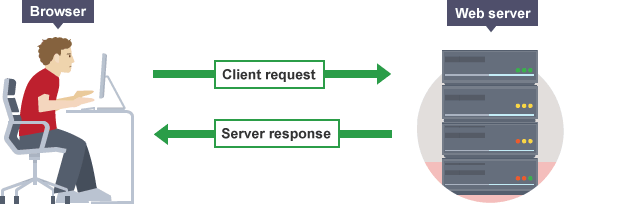 Browser
Web server
Client request
Server response